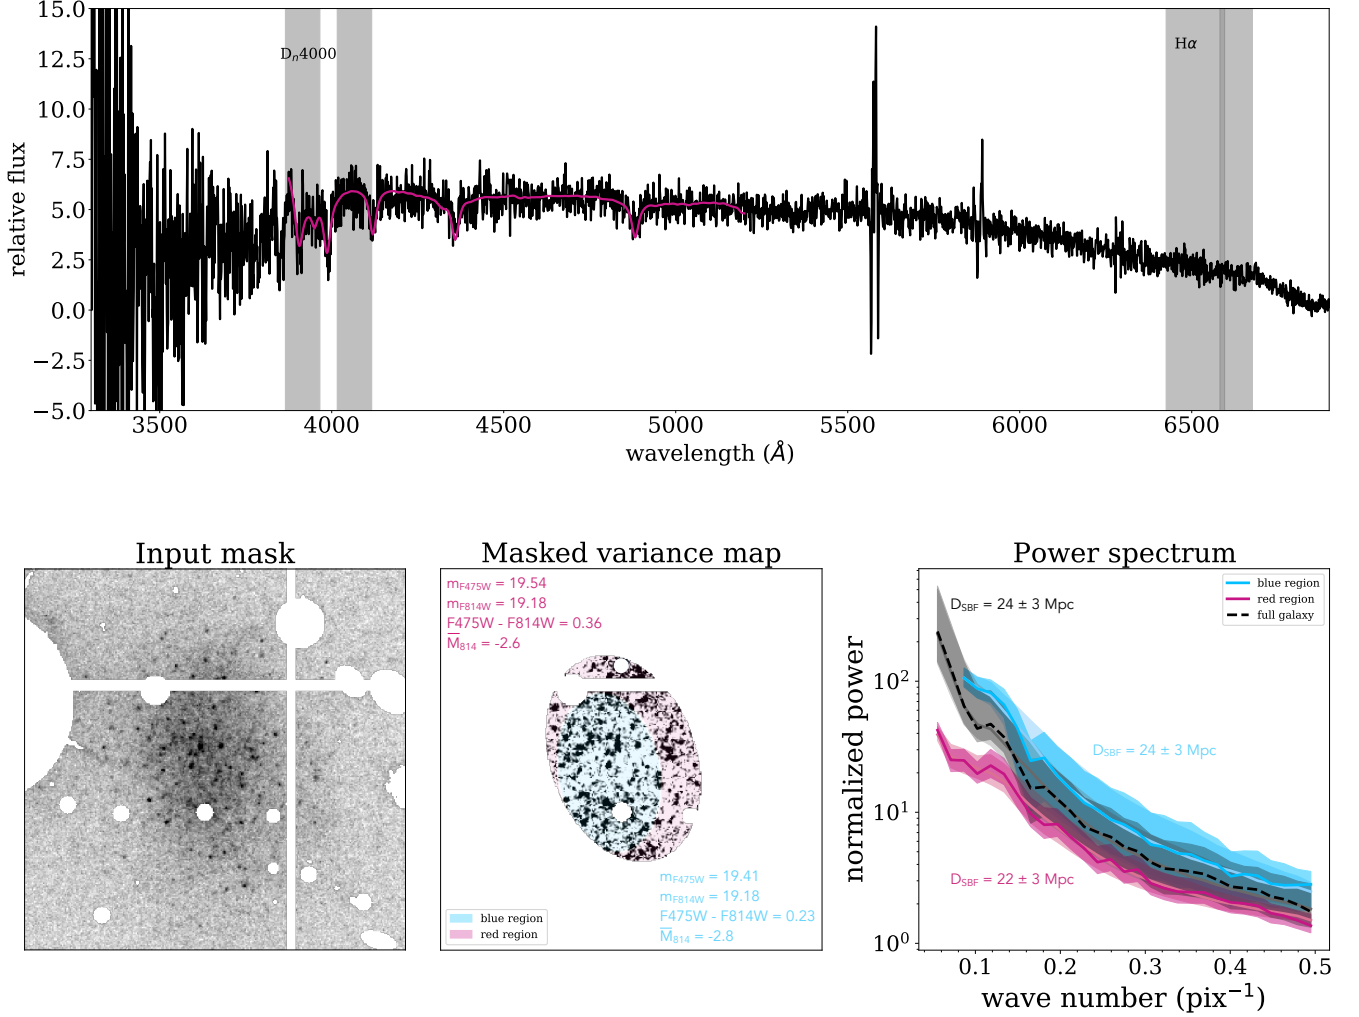 15.0
12.5
10.0
7.5
5.0
2.5
0.0
−2.5
−5.0
relative flux
Dn4000
Hα
3500 4000 4500 5000 5500 6000 6500
wavelength (Å)
Input mask
Masked variance map
mF475W = 19.54
mF814W = 19.18
F475W - F814W = 0.36
M̅814 = -2.6
mF475W = 19.41
mF814W = 19.18
F475W - F814W = 0.23
M̅814 = -2.8
blue region
red region
Power spectrum
blue region
red region
full galaxy
DSBF = 24 ± 3 Mpc
DSBF = 24 ± 3 Mpc
DSBF = 22 ± 3 Mpc
10²
10¹
10⁰
normalized power
0.1 0.2 0.3 0.4 0.5
wave number (pix⁻¹)